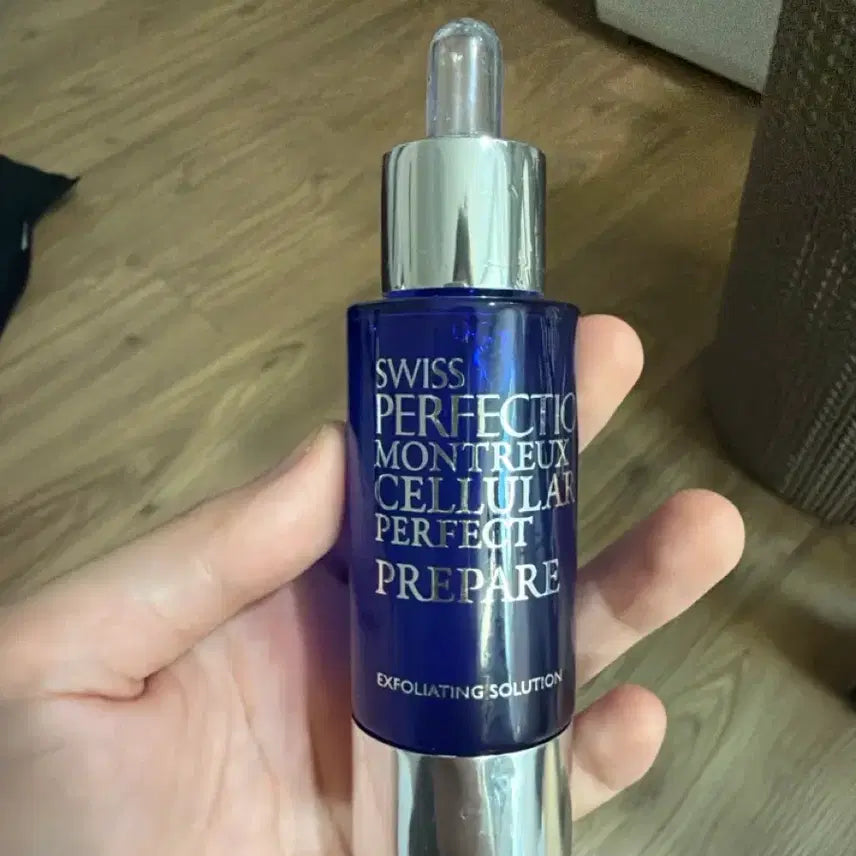 SWISS
PERFECTIO
MONTREUX
CELLULAR
PERFECT
PREPARE
EXFOLIATING SOLUTION